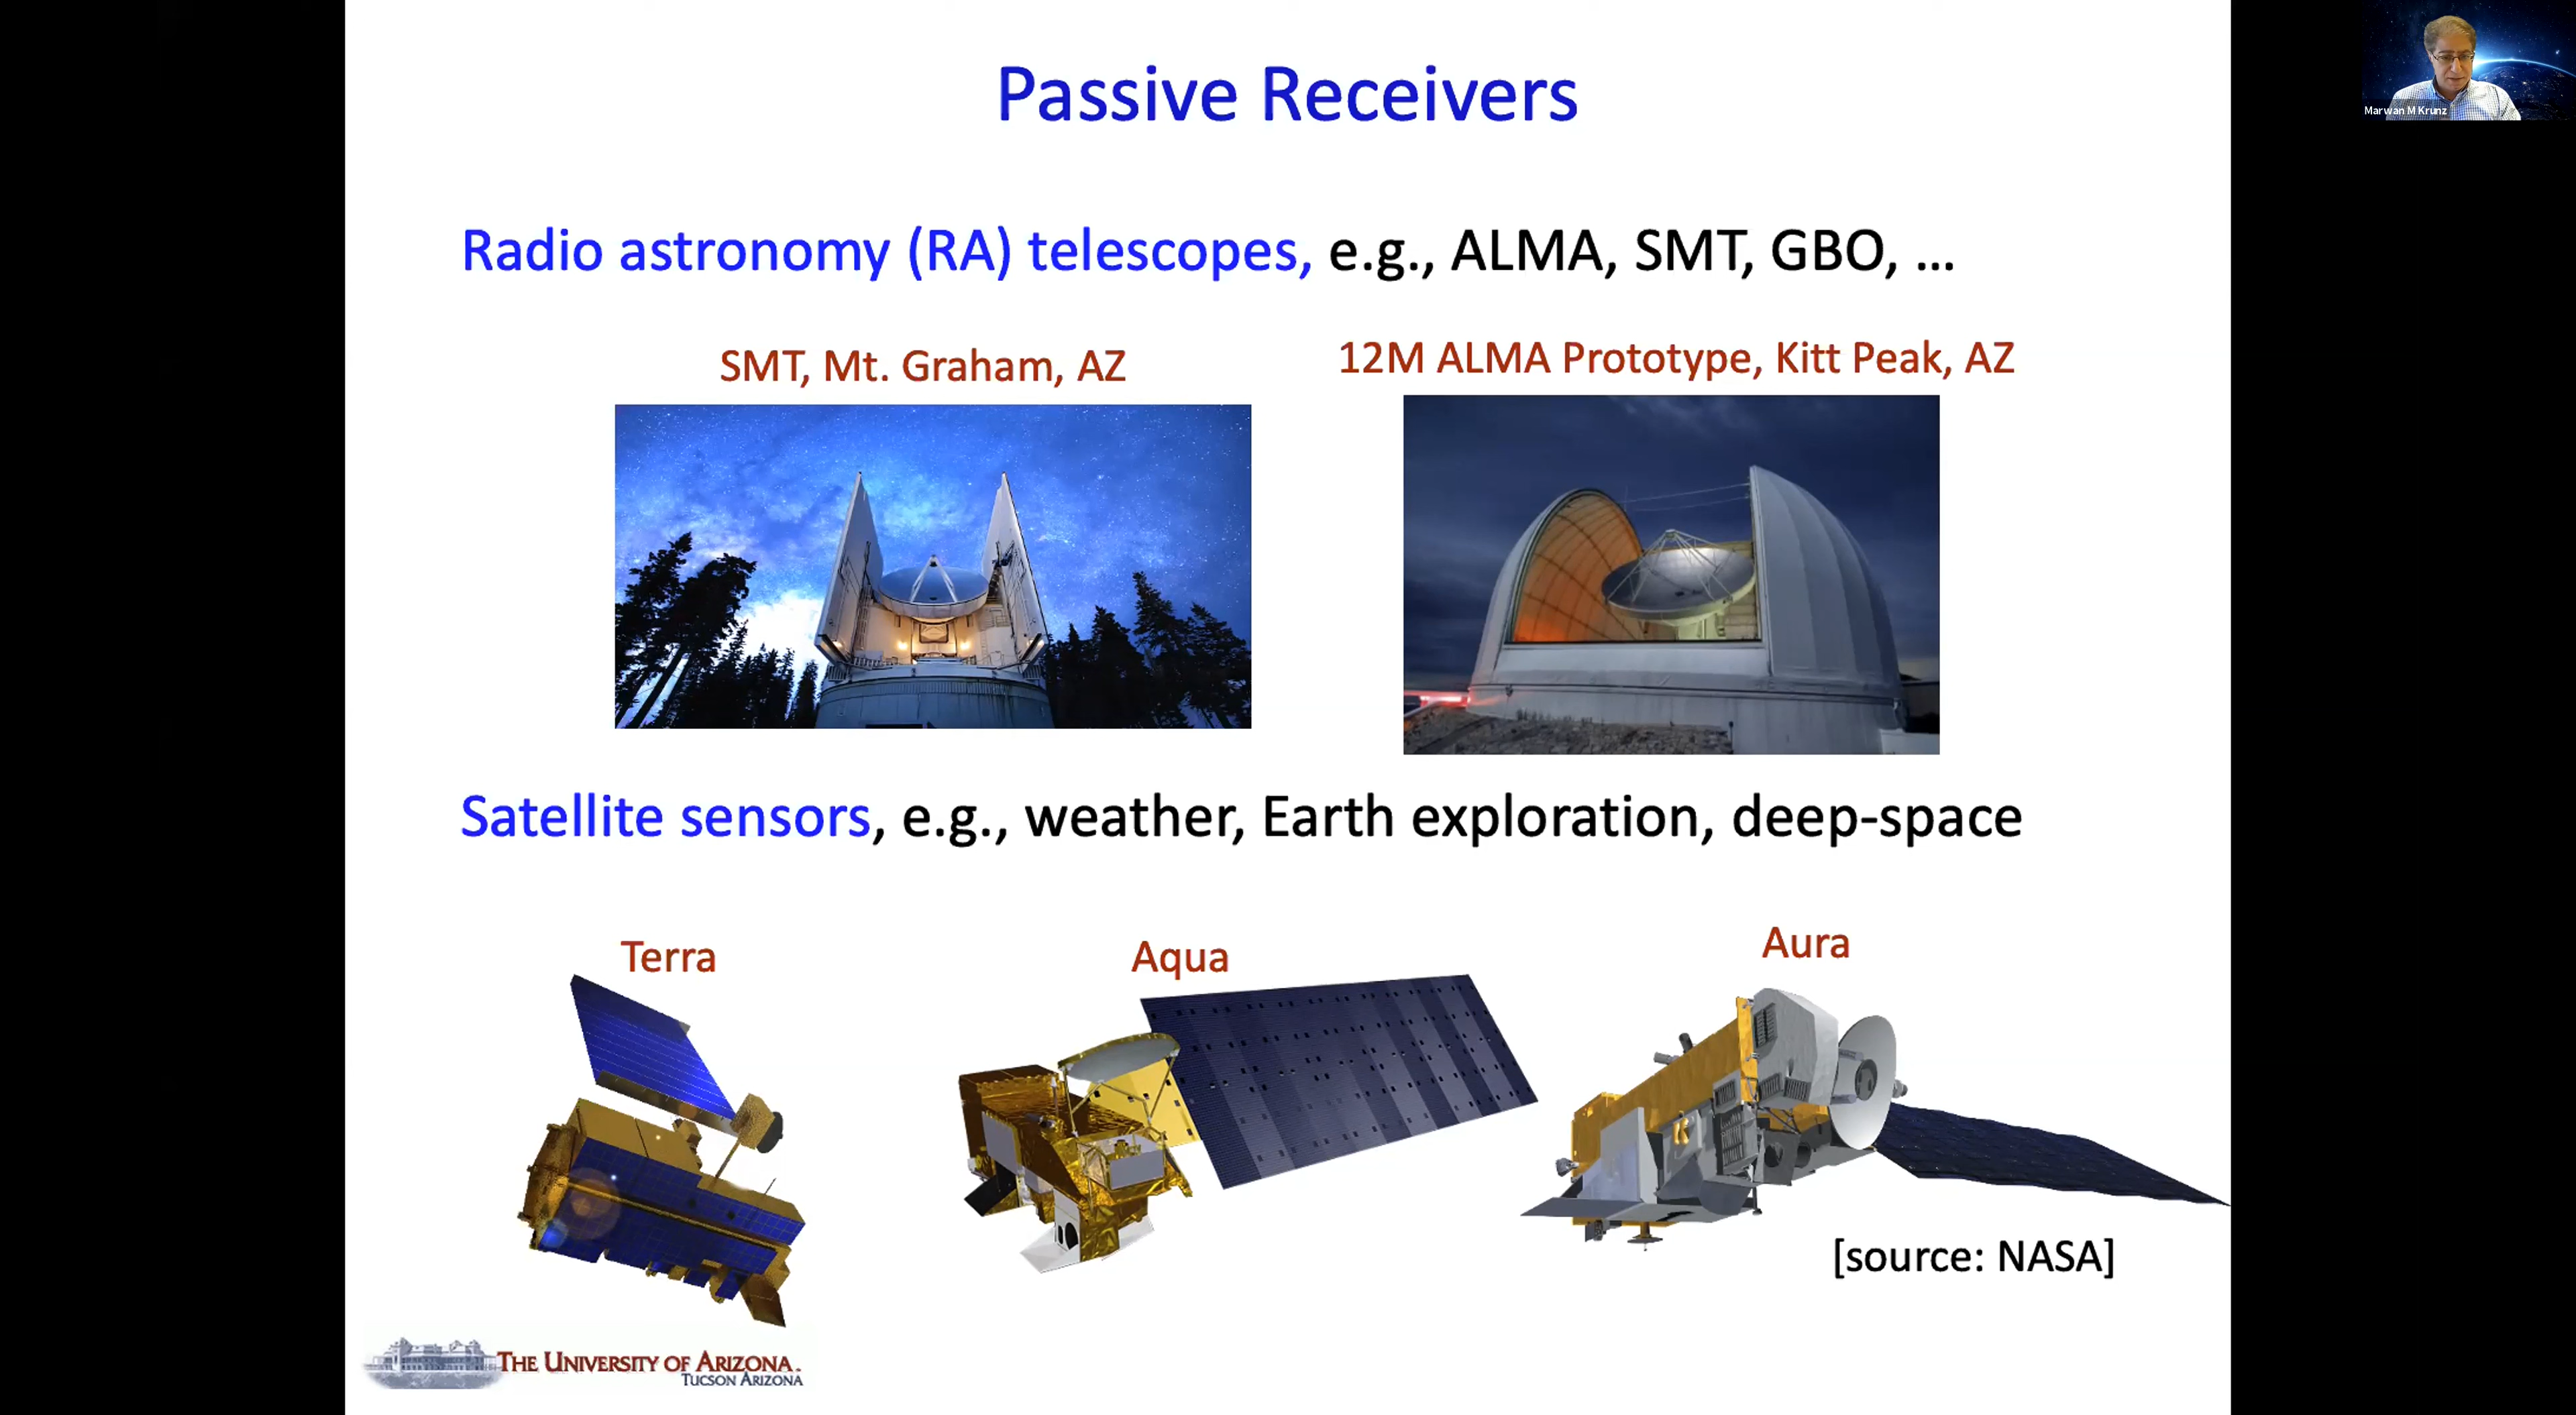 Passive Receivers
Marwan M Krunz
Radio astronomy (RA) telescopes, e.g., ALMA, SMT, GBO, ...
SMT, Mt. Graham, AZ
12M ALMA Prototype, Kitt Peak, AZ
Satellite sensors, e.g., weather, Earth exploration, deep-space
Terra
Aqua
Aura
[source: NASA]
THE UNIVERSITY OF ARIZONA.
TUCSON ARIZONA